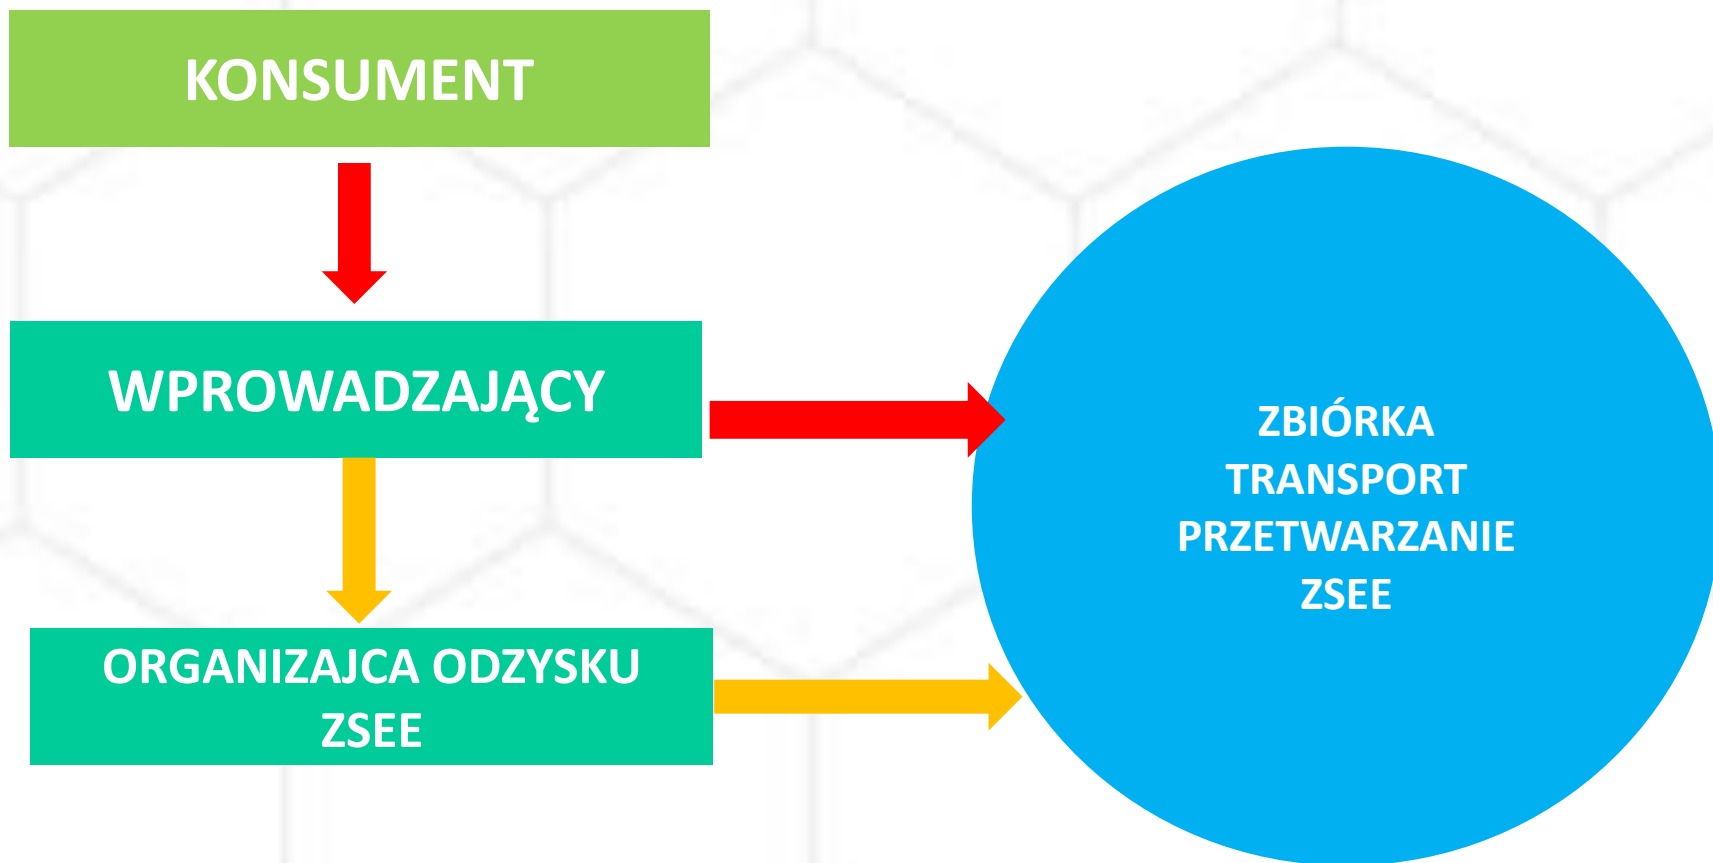 KONSUMENT
WPROWADZAJĄCY
ORGANIZAJCA ODZYSKU
ZSEE
ZBIÓRKA
TRANSPORT
PRZETWARZANIE
ZSEE